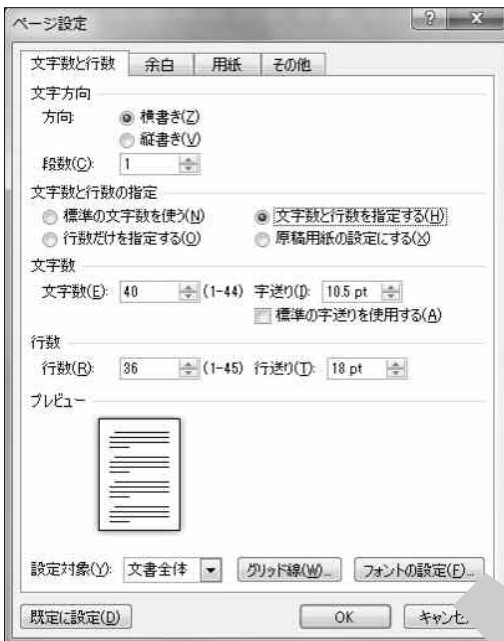 ページ設定
文字数と行数 余白 用紙 その他
文字方向
方向: 横書き(Z)
縦書き(V)
段数(C): 1
文字数と行数の指定
標準の文字数を使う(N) 文字数と行数を指定する(H)
行数だけを指定する(O) 原稿用紙の設定にする(X)
文字数
文字数(E): 40 (1-44) 字送り(I): 10.5 pt
標準の字送りを使用する(A)
行数
行数(R): 36 (1-45) 行送り(T): 18 pt
プレビュー
設定対象(Y): 文書全体 グリッド線(W)... フォントの設定(F)...
既定に設定(D) OK